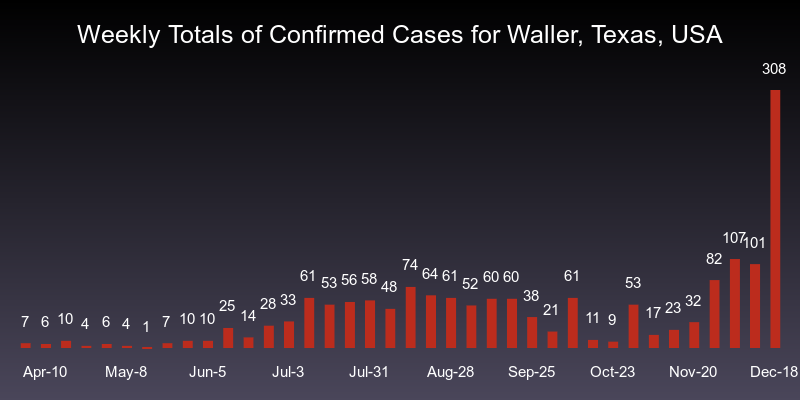 Weekly Totals of Confirmed Cases for Waller, Texas, USA
7 6 10 4 6 4 1 7 10 10 25 14 28 33 61 53 56 58 48 74 64 61 52 60 60 38 21 61 11 9 53 17 23 32 82 107 101 308
Apr-10 May-8 Jun-5 Jul-3 Jul-31 Aug-28 Sep-25 Oct-23 Nov-20 Dec-18